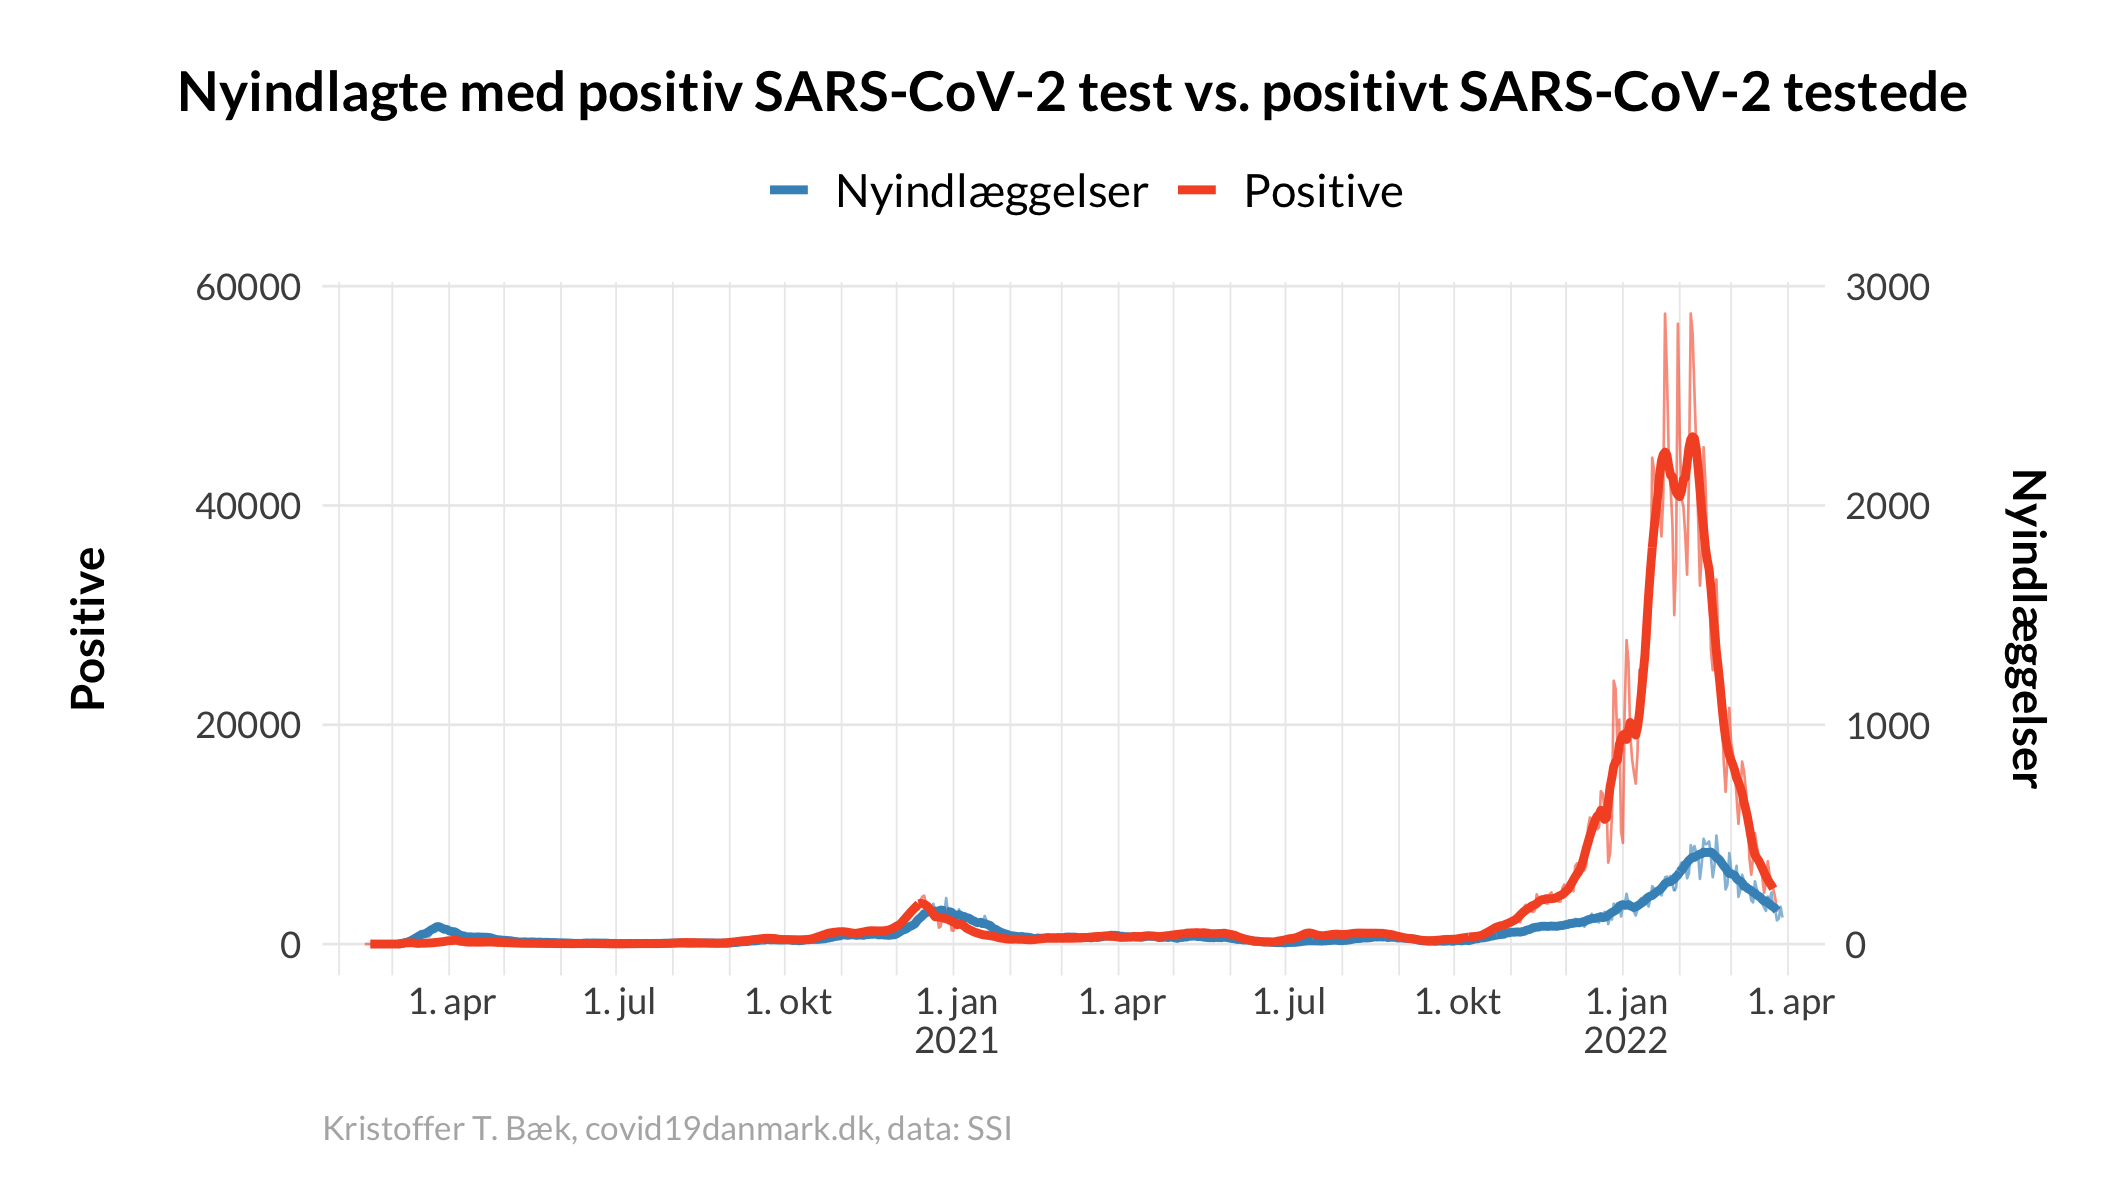 Nyindlagte med positiv SARS-CoV-2 test vs. positivt SARS-CoV-2 testede
Nyindlæggelser Positive
60000 3000
40000 2000
20000 1000
0 0
Positive
Nyindlæggelser
1. apr 1. jul 1. okt 1. jan 1. apr 1. jul 1. okt 1. jan 1. apr
2021 2022
Kristoffer T. Bæk, covid19danmark.dk, data: SSI